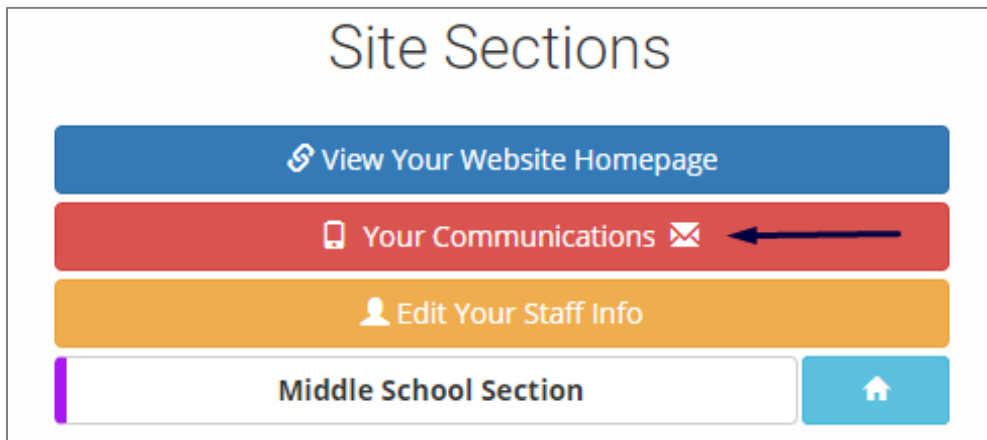 Site Sections
View Your Website Homepage
Your Communications
Edit Your Staff Info
Middle School Section